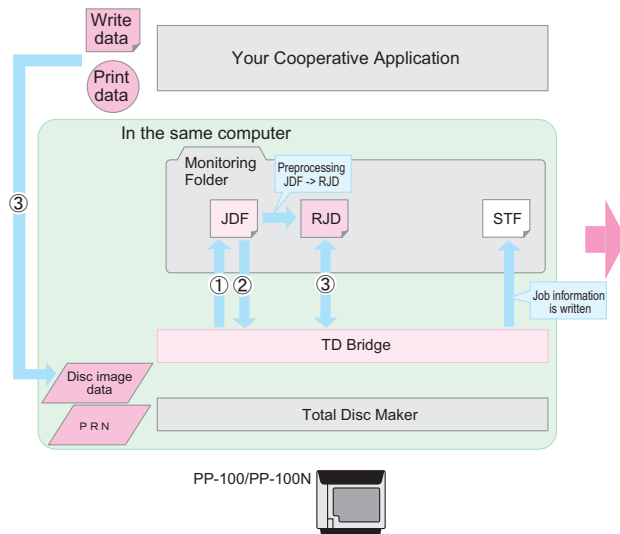 Write
data
Your Cooperative Application
Print
data
In the same computer
Monitoring
Folder
Preprocessing
JDF -> RJD
③
JDF
RJD
STF
①
②
③
Job information
is written
TD Bridge
Disc image
data
PRN
Total Disc Maker
PP-100/PP-100N